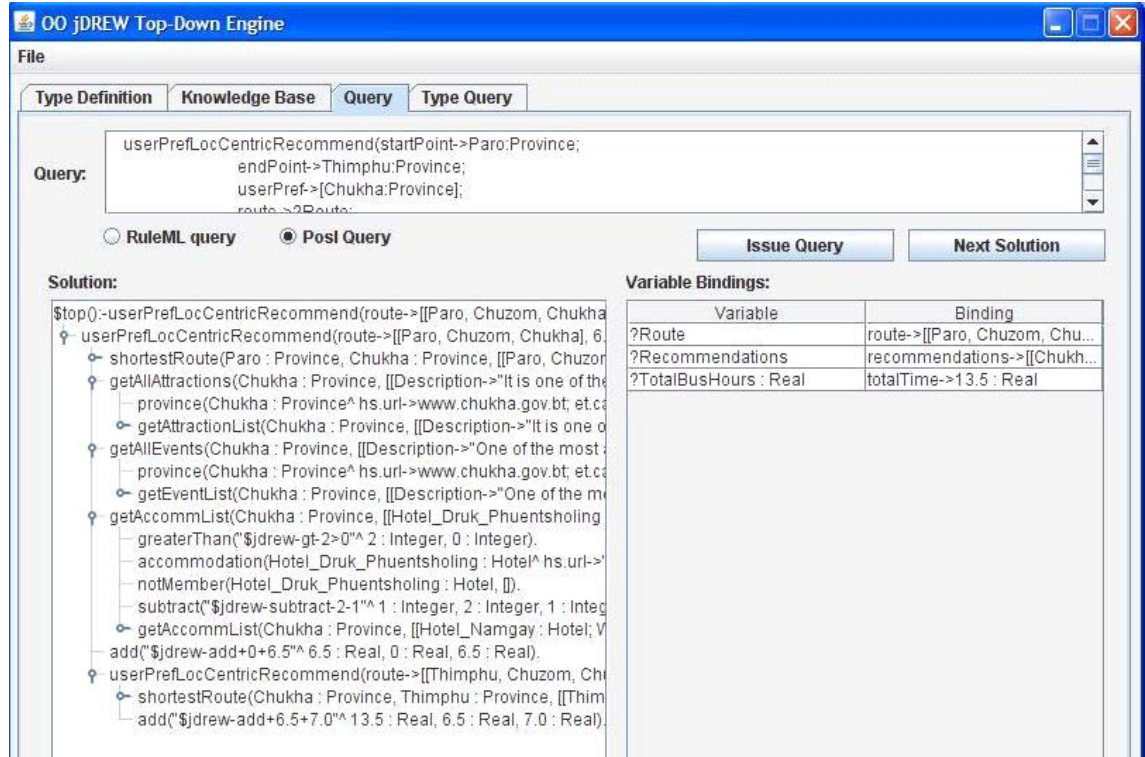 OO jDREW Top-Down Engine
File
Type Definition
Knowledge Base
Query
Type Query
Query:
userPrefLocCentricRecommend(startPoint->Paro:Province;
endPoint->Thimphu:Province;
userPref->[Chukha:Province];
route->?Route;
RuleML query
Posl Query
Issue Query
Next Solution
Solution:
$top():-userPrefLocCentricRecommend(route->[[Paro, Chuzom, Chukha
userPrefLocCentricRecommend(route->[[Paro, Chuzom, Chukha], 6.
shortestRoute(Paro : Province, Chukha : Province, [[Paro, Chuzor
getAllAttractions(Chukha : Province, [[Description->"It is one of the
province(Chukha : Province^ hs.url->www.chukha.gov.bt; et.ca
getAttractionList(Chukha : Province, [[Description->"It is one o
getAllEvents(Chukha : Province, [[Description->"One of the most
province(Chukha : Province^ hs.url->www.chukha.gov.bt; et.ca
getEventList(Chukha : Province, [[Description->"One of the m
getAccommList(Chukha : Province, [[Hotel_Druk_Phuentsholing
greaterThan("$jdrew-gt-2>0"^ 2 : Integer, 0 : Integer).
accommodation(Hotel_Druk_Phuentsholing : Hotel^ hs.url->"
notMember(Hotel_Druk_Phuentsholing : Hotel, []).
subtract("$jdrew-subtract-2-1"^ 1 : Integer, 2 : Integer, 1 : Integ
getAccommList(Chukha : Province, [[Hotel_Namgay : Hotel; W
add("$jdrew-add+0+6.5"^ 6.5 : Real, 0 : Real, 6.5 : Real).
userPrefLocCentricRecommend(route->[[Thimphu, Chuzom, Ch
shortestRoute(Chukha : Province, Thimphu : Province, [[Thim
add("$jdrew-add+6.5+7.0"^ 13.5 : Real, 6.5 : Real, 7.0 : Real).
Variable Bindings:
Variable Binding
?Route route->[[Paro, Chuzom, Chu...
?Recommendations recommendations->[[Chukh...
?TotalBusHours : Real totalTime->13.5 : Real